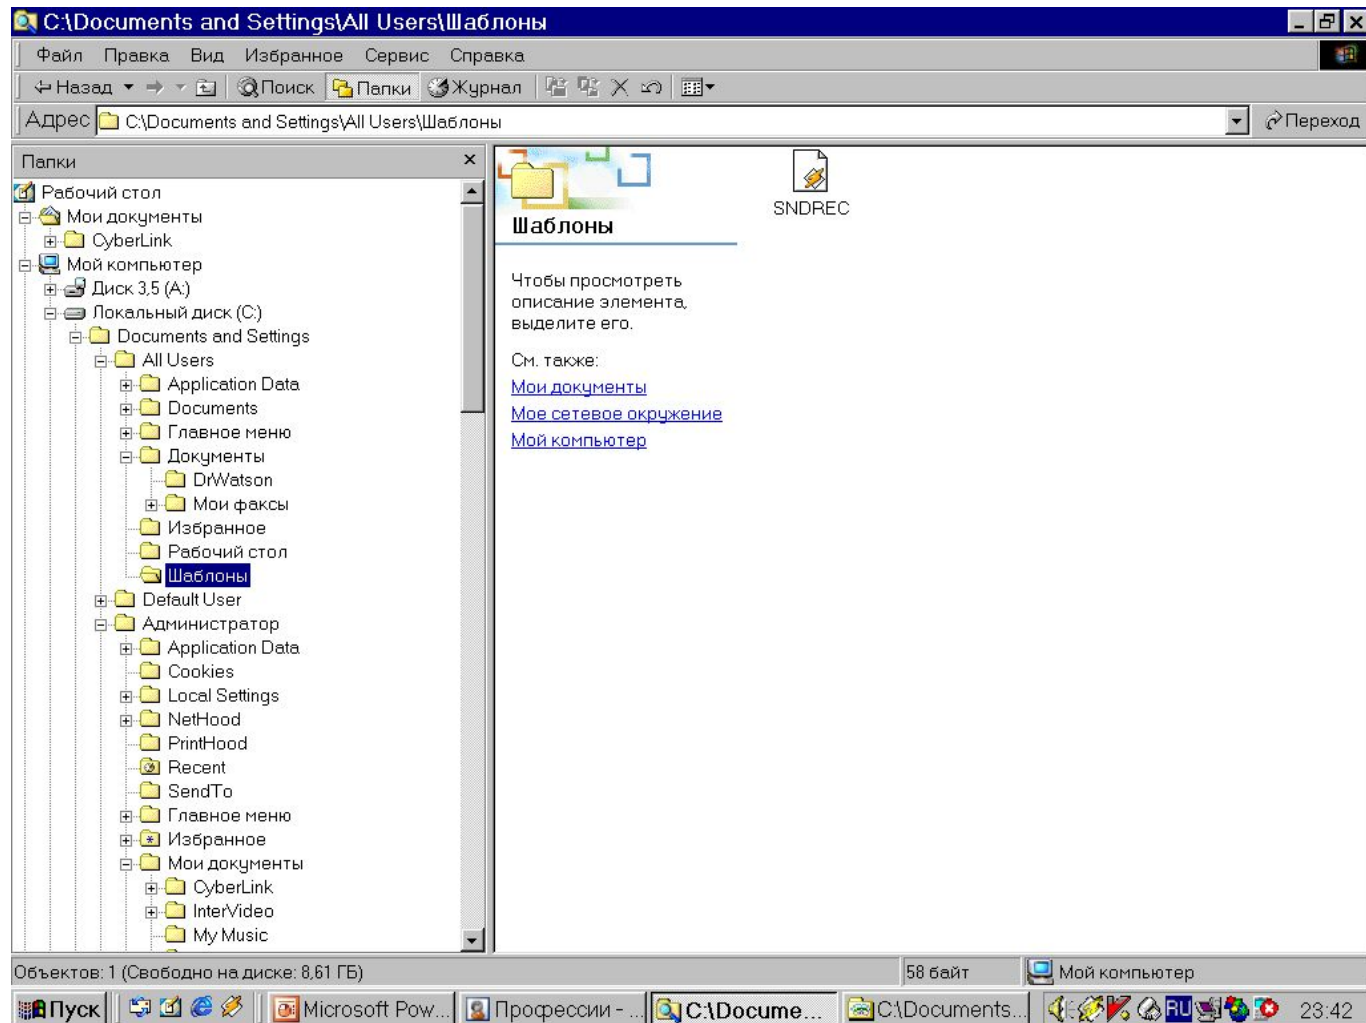 C:\Documents and Settings\All Users\Шаблоны
Файл Правка Вид Избранное Сервис Справка
Назад Поиск Папки Журнал
Адрес C:\Documents and Settings\All Users\Шаблоны Переход
Папки
Рабочий стол
Мои документы
CyberLink
Мой компьютер
Диск 3,5 (A:)
Локальный диск (C:)
Documents and Settings
All Users
Application Data
Documents
Главное меню
Документы
DrWatson
Мои факсы
Избранное
Рабочий стол
Шаблоны
Default User
Администратор
Application Data
Cookies
Local Settings
NetHood
PrintHood
Recent
SendTo
Главное меню
Избранное
Мои документы
CyberLink
InterVideo
My Music
Шаблоны
Чтобы просмотреть
описание элемента,
выделите его.
См. также:
Мои документы
Мое сетевое окружение
Мой компьютер
SNDREC
Объектов: 1 (Свободно на диске: 8,61 ГБ) 58 байт Мой компьютер
Пуск Microsoft Pow... Профессии - ... C:\Docume... C:\Documents... RU 23:42